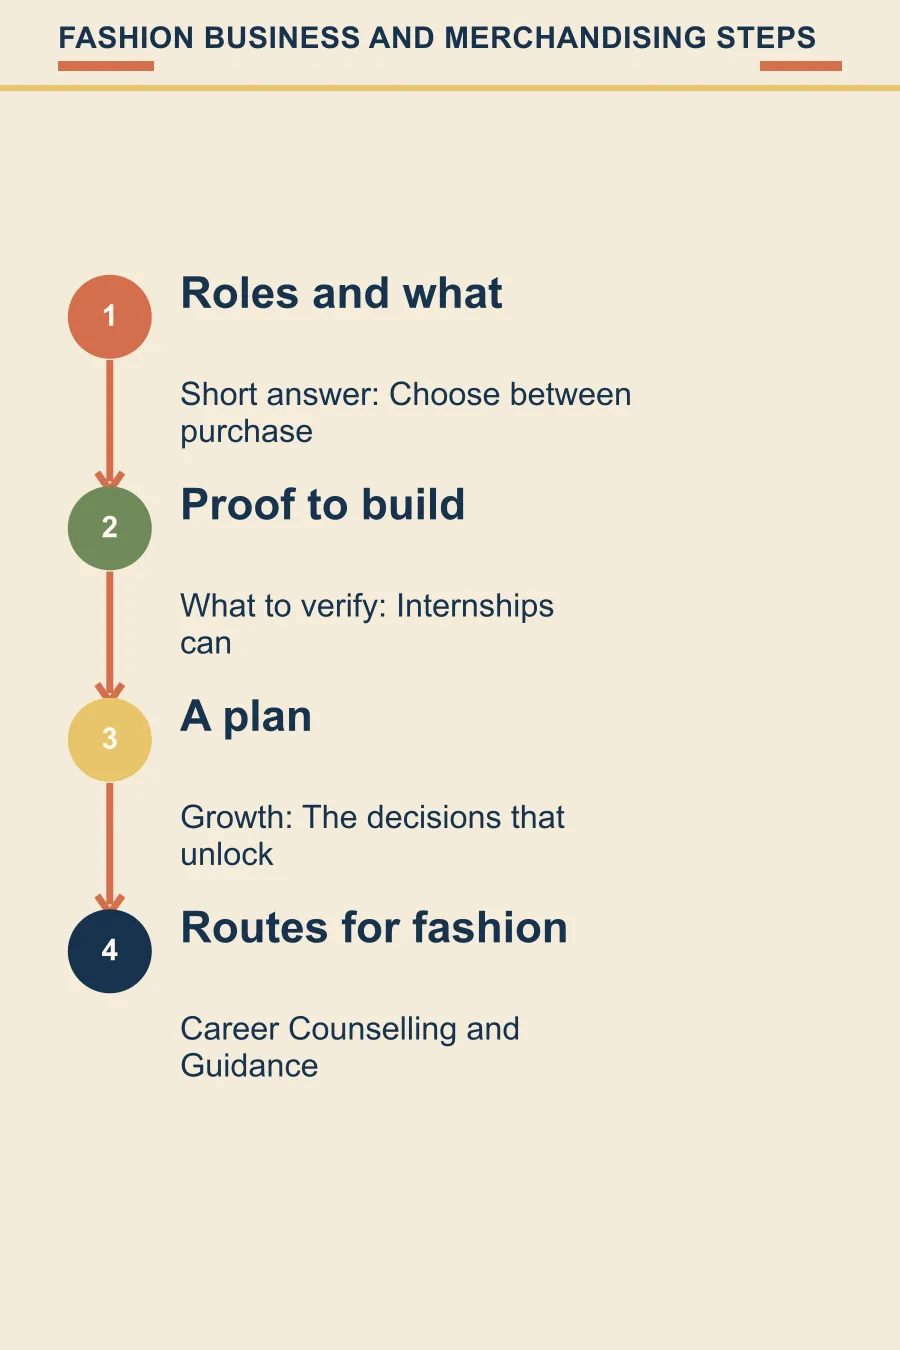 FASHION BUSINESS AND MERCHANDISING STEPS
1
Roles and what
Short answer: Choose between
purchase
2
Proof to build
What to verify: Internships
can
3
A plan
Growth: The decisions that
unlock
4
Routes for fashion
Career Counselling and
Guidance